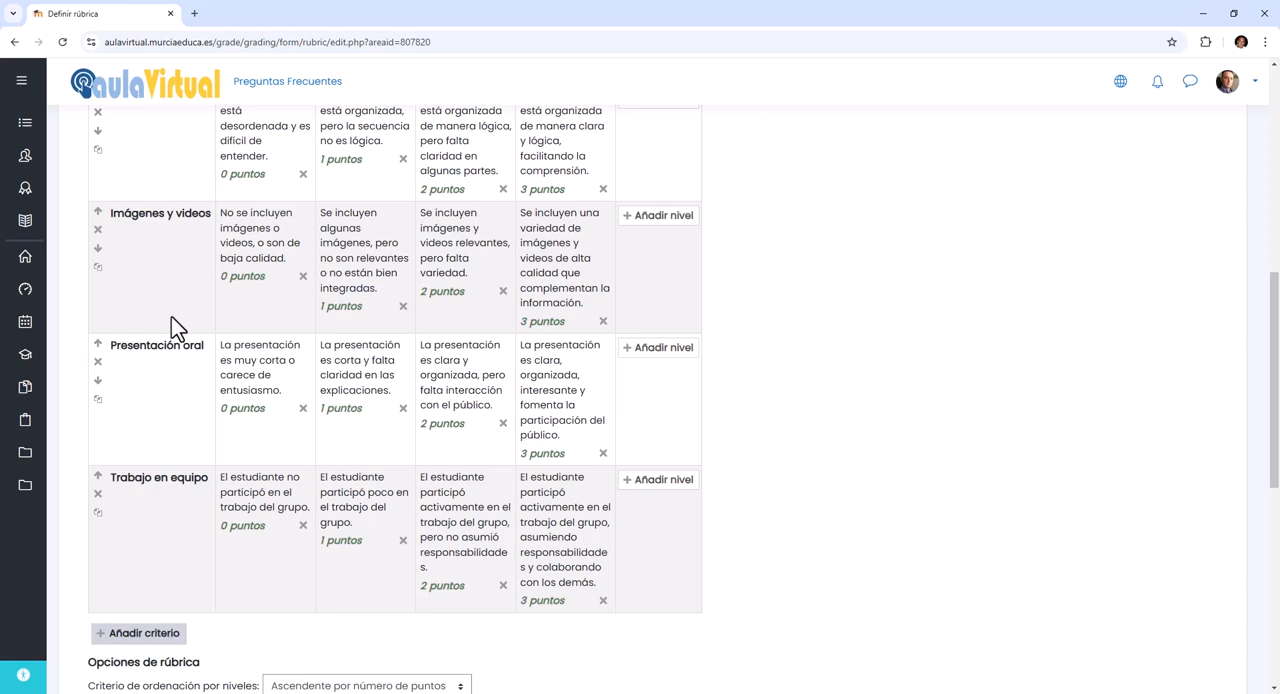 Definir rúbrica
aulavirtual.murciaeduca.es/grade/grading/form/rubric/edit.php?areaid=807820
aulaVirtual
Preguntas Frecuentes
está
desordenada y es
difícil de
entender.
0 puntos
está organizada,
pero la secuencia
no es lógica.
1 puntos
está organizada
de manera lógica,
pero falta
claridad en
algunas partes.
2 puntos
está organizada
de manera clara
y lógica,
facilitando la
comprensión.
3 puntos
Imágenes y videos
No se incluyen
imágenes o
videos, o son de
baja calidad.
0 puntos
Se incluyen
algunas
imágenes, pero
no son relevantes
o no están bien
integradas.
1 puntos
Se incluyen
imágenes y
videos relevantes,
pero falta
variedad.
2 puntos
Se incluyen una
variedad de
imágenes y
videos de alta
calidad que
complementan la
información.
3 puntos
+ Añadir nivel
Presentación oral
La presentación
es muy corta o
carece de
entusiasmo.
0 puntos
La presentación
es corta y falta
claridad en las
explicaciones.
1 puntos
La presentación
es clara y
organizada, pero
falta interacción
con el público.
2 puntos
La presentación
es clara,
organizada,
interesante y
fomenta la
participación del
público.
3 puntos
+ Añadir nivel
Trabajo en equipo
El estudiante no
participó en el
trabajo del grupo.
0 puntos
El estudiante
participó poco en
el trabajo del
grupo.
1 puntos
El estudiante
participó
activamente en el
trabajo del grupo,
pero no asumió
responsabilidade
s.
2 puntos
El estudiante
participó
activamente en el
trabajo del grupo,
asumiendo
responsabilidade
s y colaborando
con los demás.
3 puntos
+ Añadir nivel
+ Añadir criterio
Opciones de rúbrica
Criterio de ordenación por niveles:
Ascendente por número de puntos